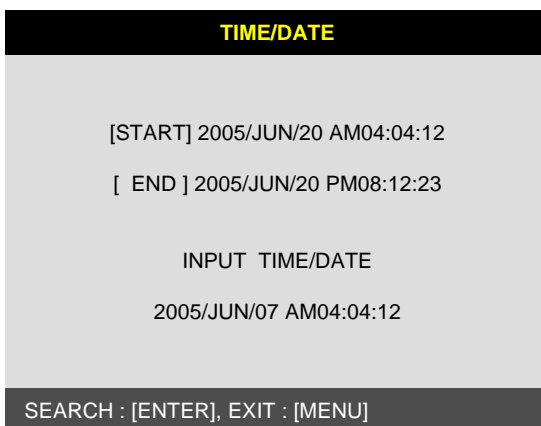 TIME/DATE
[START] 2005/JUN/20 AM04:04:12
[  END ] 2005/JUN/20 PM08:12:23
INPUT  TIME/DATE
2005/JUN/07 AM04:04:12
SEARCH : [ENTER], EXIT : [MENU]